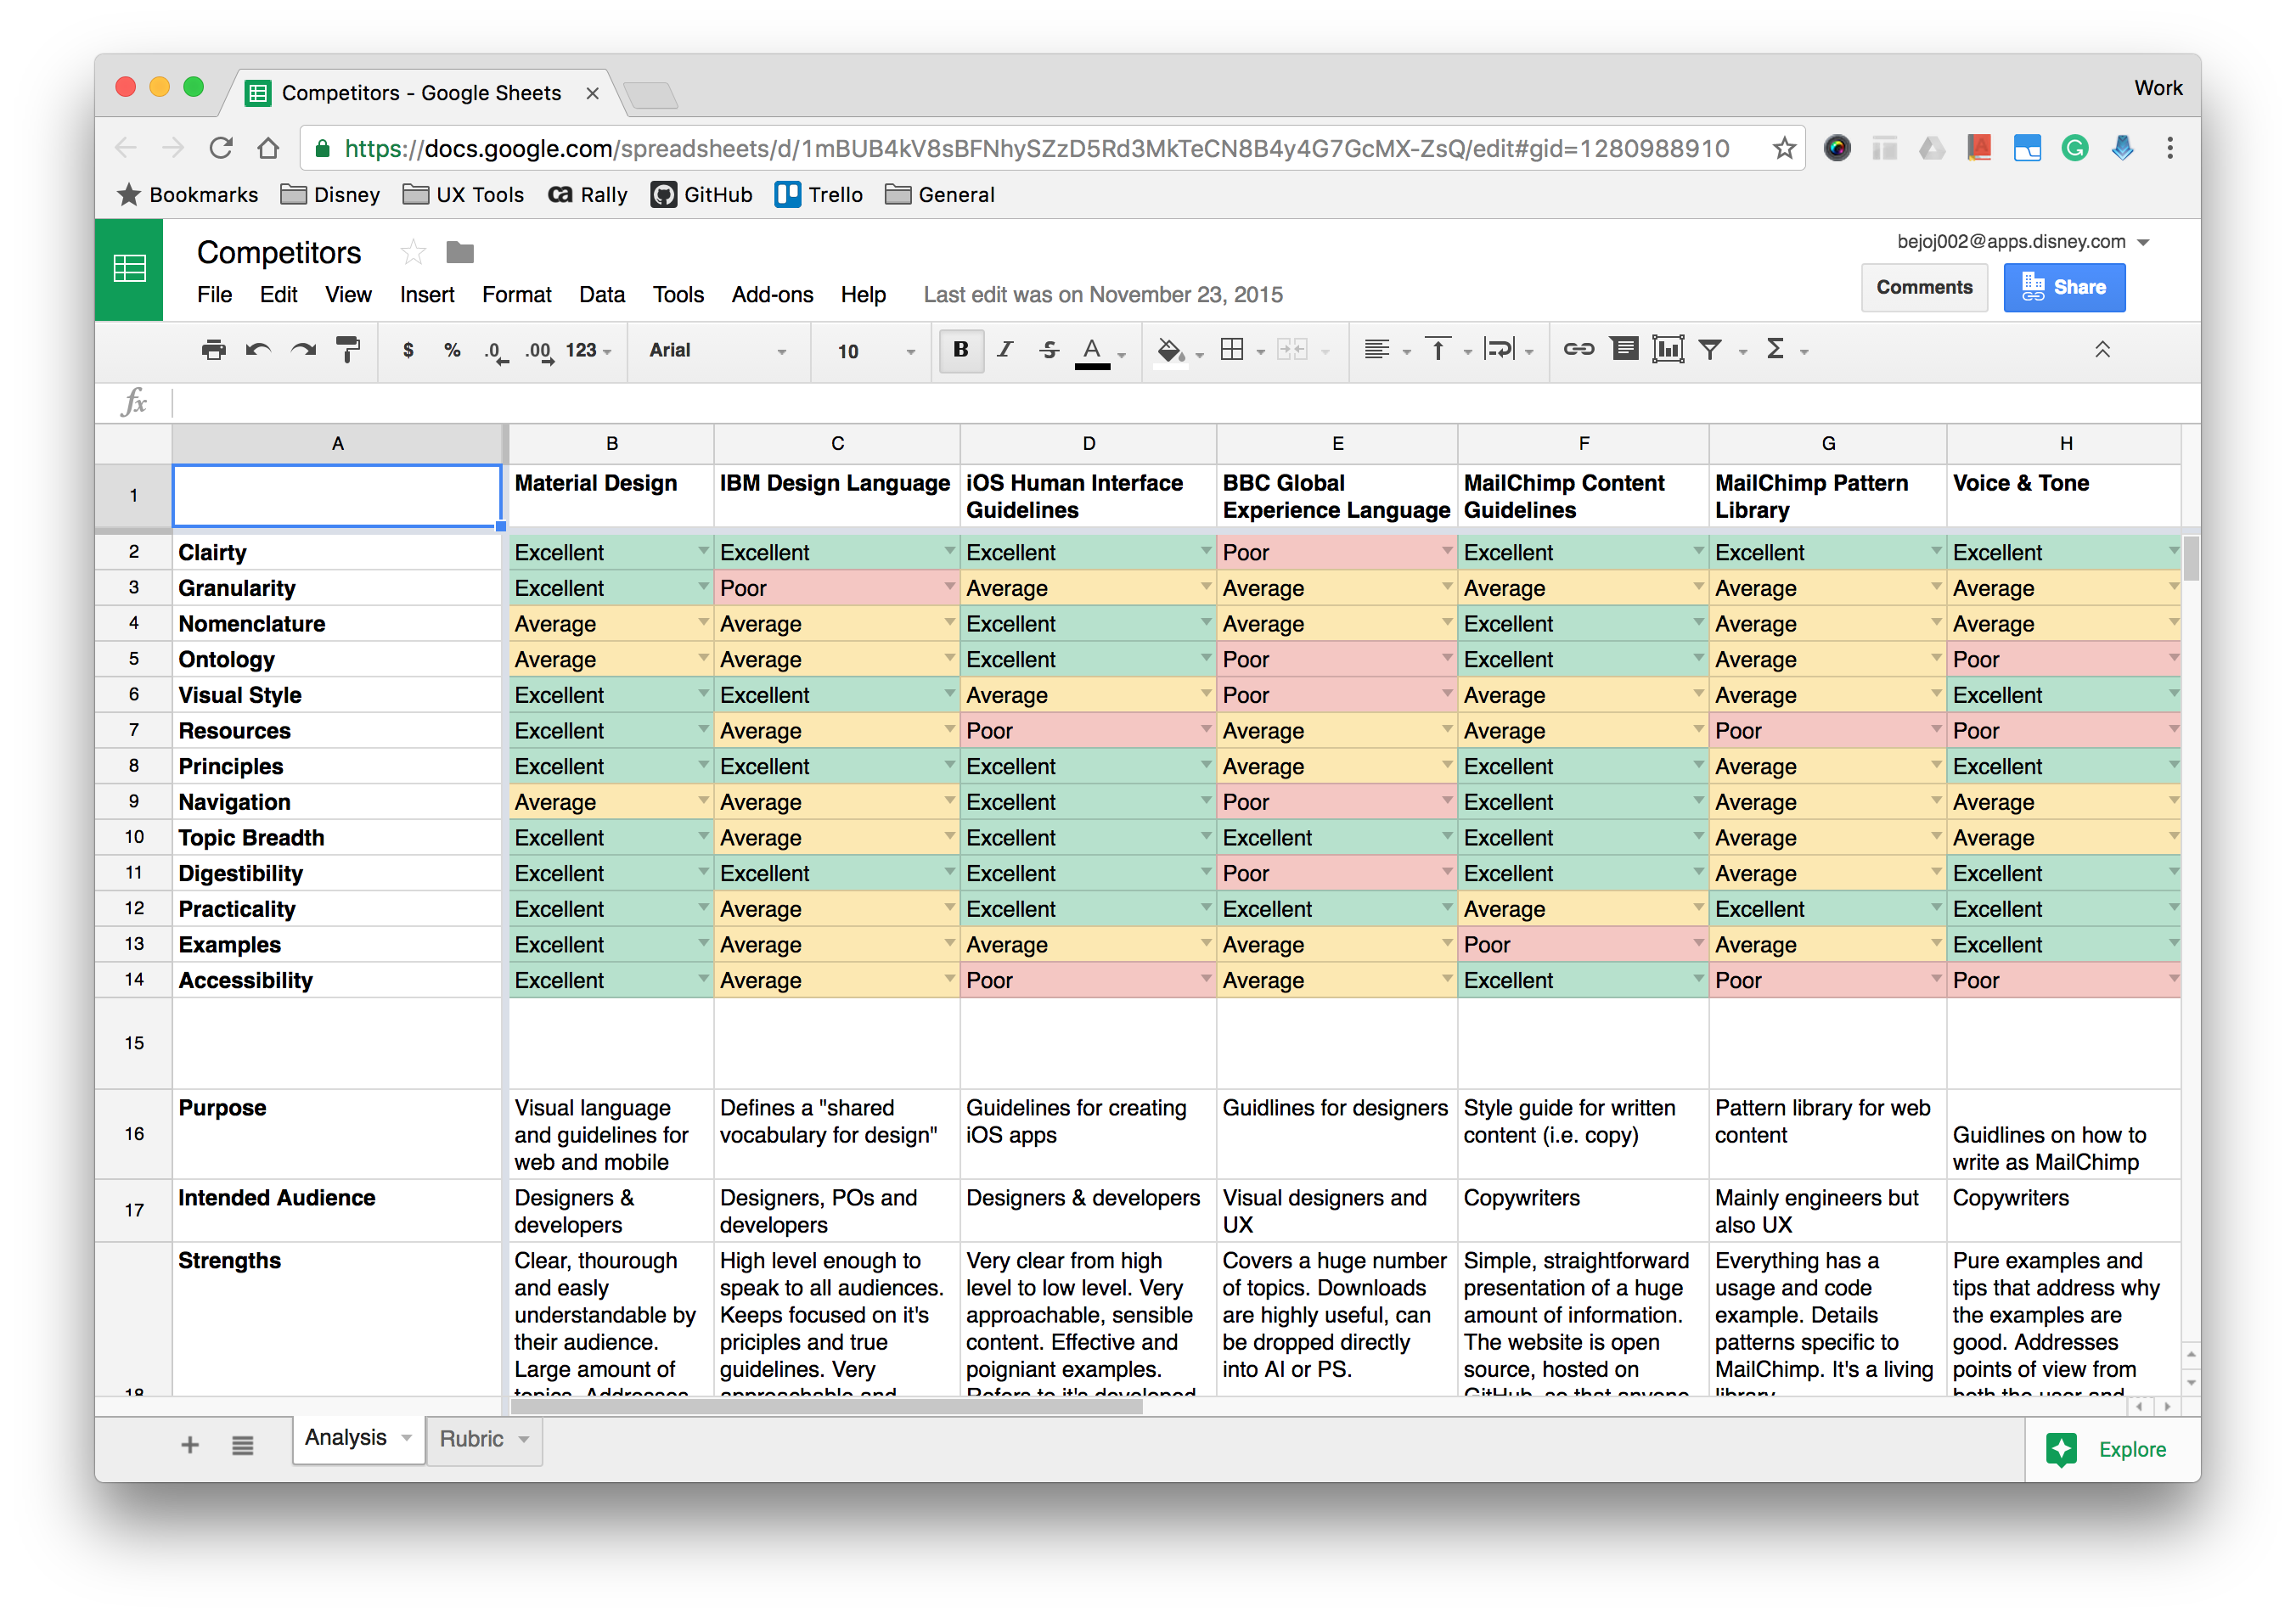 Competitors - Google Sheets
Work
https://docs.google.com/spreadsheets/d/1mBUB4kV8sBFNhySZzD5Rd3MkTeCN8B4y4G7GcMX-ZsQ/edit#gid=1280988910
Bookmarks Disney UX Tools Rally GitHub Trello General
Competitors
bejoj002@apps.disney.com
File Edit View Insert Format Data Tools Add-ons Help Last edit was on November 23, 2015
Comments Share
$ % .0 .00 123 Arial 10 B I S A
fx
A B C D E F G H
1 Material Design IBM Design Language iOS Human Interface Guidelines BBC Global Experience Language MailChimp Content Guidelines MailChimp Pattern Library Voice & Tone
2 Clairty Excellent Excellent Excellent Poor Excellent Excellent Excellent
3 Granularity Excellent Poor Average Average Average Average Average
4 Nomenclature Average Average Excellent Average Excellent Average Average
5 Ontology Average Average Excellent Poor Excellent Average Poor
6 Visual Style Excellent Excellent Average Poor Average Average Excellent
7 Resources Excellent Average Poor Average Average Poor Poor
8 Principles Excellent Excellent Excellent Average Excellent Average Excellent
9 Navigation Average Average Excellent Poor Excellent Average Average
10 Topic Breadth Excellent Average Excellent Excellent Excellent Average Average
11 Digestibility Excellent Excellent Excellent Poor Excellent Average Excellent
12 Practicality Excellent Average Excellent Excellent Average Excellent Excellent
13 Examples Excellent Average Average Average Poor Average Excellent
14 Accessibility Excellent Average Poor Average Excellent Poor Poor
15
16 Purpose
Visual language
and guidelines for
web and mobile
Defines a "shared
vocabulary for design"
Guidelines for creating
iOS apps
Guidlines for designers
Style guide for written
content (i.e. copy)
Pattern library for web
content
Guidlines on how to
write as MailChimp
17 Intended Audience
Designers &
developers
Designers, POs and
developers
Designers & developers
Visual designers and
UX
Copywriters
Mainly engineers but
also UX
Copywriters
18 Strengths
Clear, thourough
and easly
understandable by
their audience.
Large amount of
topics. Addresses
High level enough to
speak to all audiences.
Keeps focused on it's
priciples and true
guidelines. Very
approachable and
Very clear from high
level to low level. Very
approachable, sensible
content. Effective and
poigniant examples.
Refers to it's developed
Covers a huge number
of topics. Downloads
are highly useful, can
be dropped directly
into AI or PS.
Simple, straightforward
presentation of a huge
amount of information.
The website is open
source, hosted on
GitHub, so that anyone
Everything has a
usage and code
example. Details
patterns specific to
MailChimp. It's a living
library.
Pure examples and
tips that address why
the examples are
good. Addresses
points of view from
both the user and
Analysis Rubric
Explore